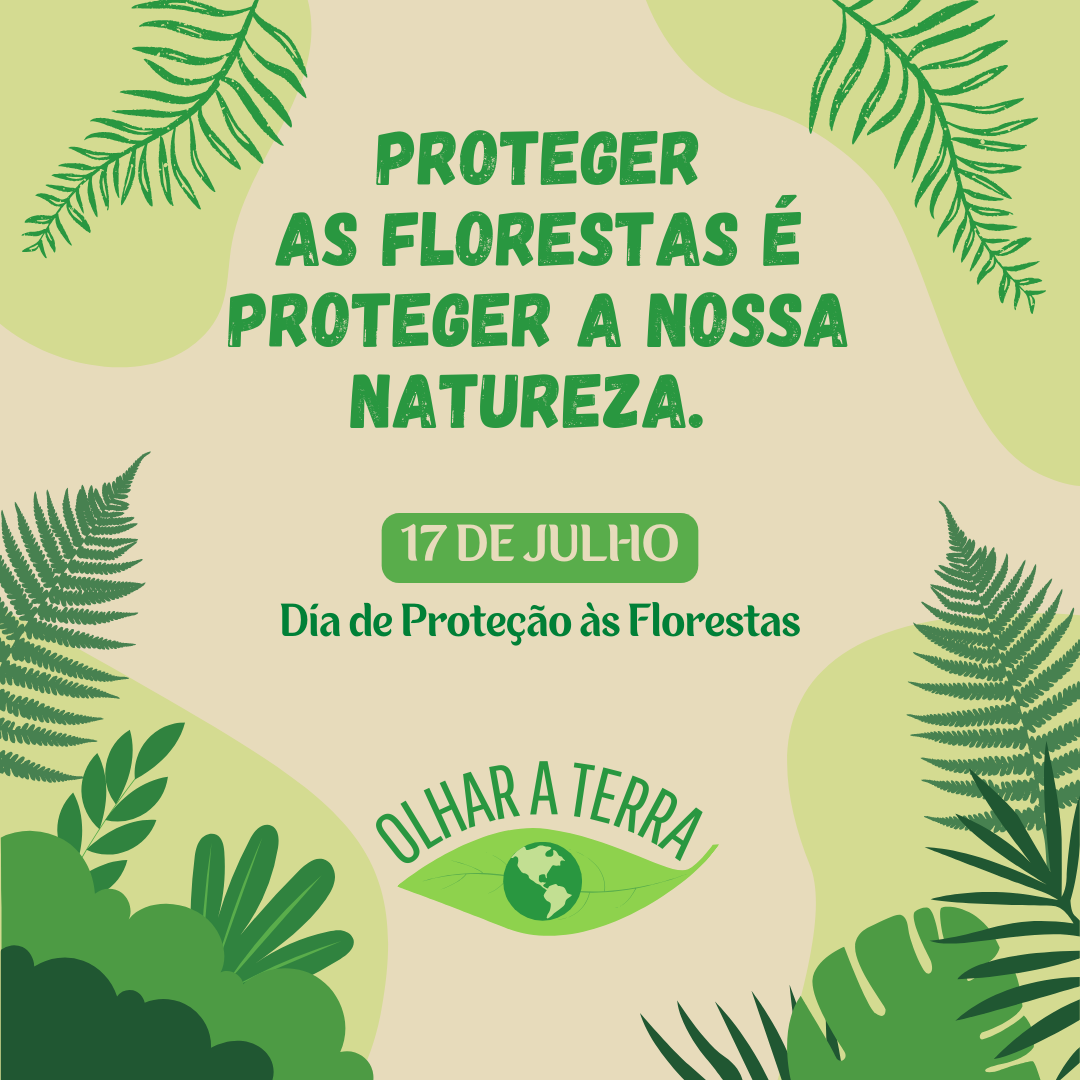 PROTEGER
AS FLORESTAS É
PROTEGER A NOSSA
NATUREZA.
17 DE JULHO
Día de Proteção às Florestas
OLHAR A TERRA